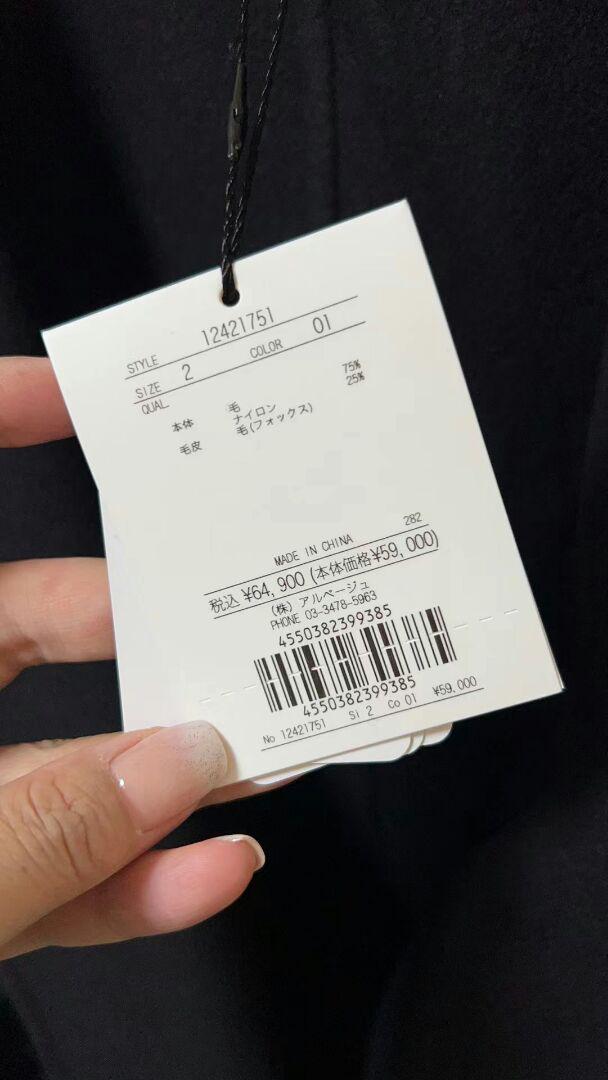 STYLE 12421751
SIZE 2 COLOR 01
QUAL
本体 毛 75%
ナイロン 25%
毛皮 毛(フォックス)
282
MADE IN CHINA
税込 ¥64,900 (本体価格¥59,000)
(株) アルページュ
PHONE 03-3478-5963
4550382399385
4550382399385
No 12421751 Si 2 Co 01 ¥59,000